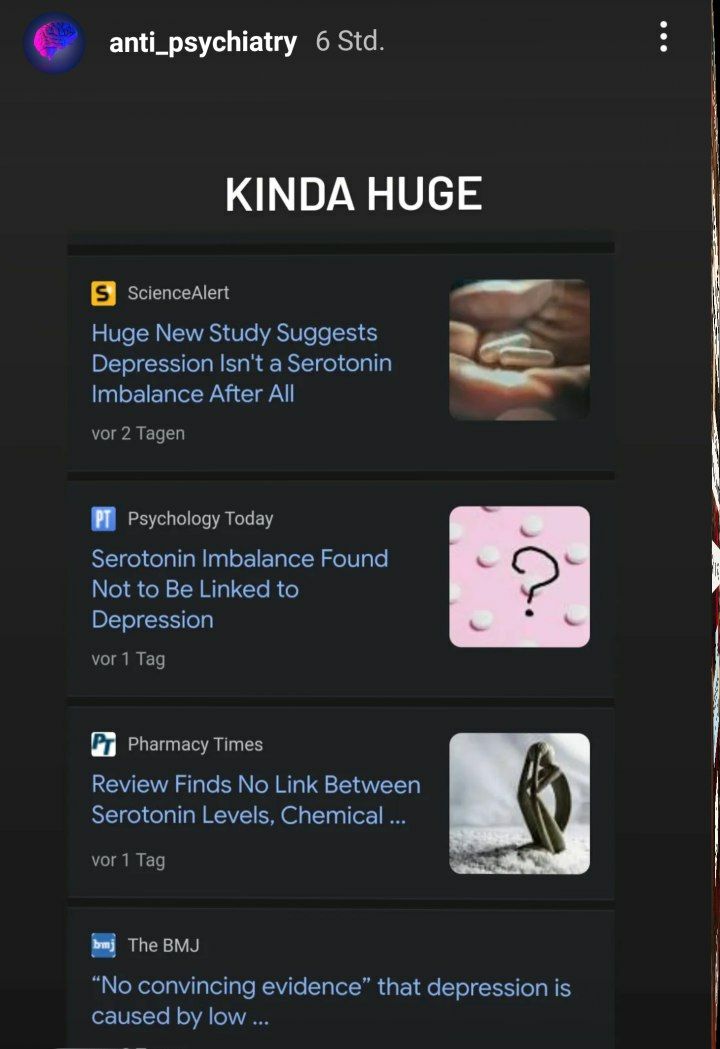 anti_psychiatry 6 Std.
KINDA HUGE
S ScienceAlert
Huge New Study Suggests
Depression Isn't a Serotonin
Imbalance After All
vor 2 Tagen
PT Psychology Today
Serotonin Imbalance Found
Not to Be Linked to
Depression
?
vor 1 Tag
PT Pharmacy Times
Review Finds No Link Between
Serotonin Levels, Chemical ...
vor 1 Tag
bmj The BMJ
“No convincing evidence” that depression is
caused by low ...